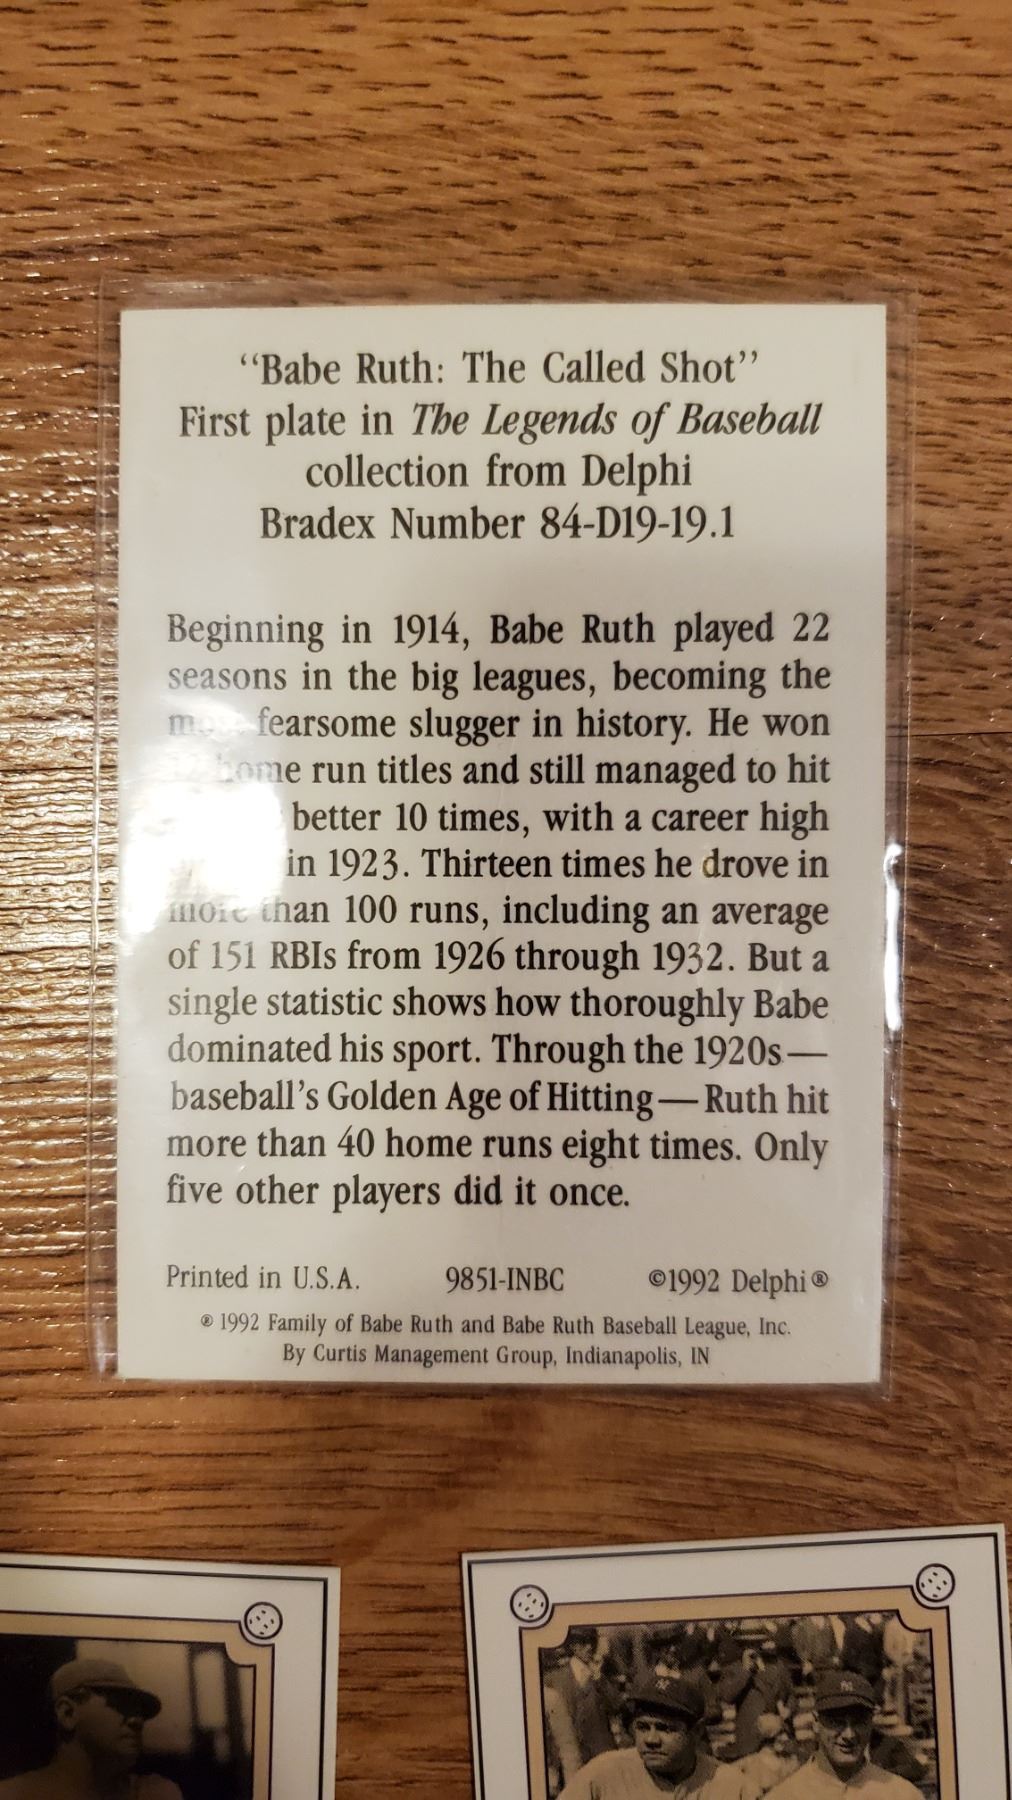 “Babe Ruth: The Called Shot”
First plate in The Legends of Baseball
collection from Delphi
Bradex Number 84-D19-19.1
Beginning in 1914, Babe Ruth played 22
seasons in the big leagues, becoming the
most fearsome slugger in history. He won
home run titles and still managed to hit
better 10 times, with a career high
in 1923. Thirteen times he drove in
more than 100 runs, including an average
of 151 RBIs from 1926 through 1932. But a
single statistic shows how thoroughly Babe
dominated his sport. Through the 1920s—
baseball's Golden Age of Hitting—Ruth hit
more than 40 home runs eight times. Only
five other players did it once.
Printed in U.S.A. 9851-INBC ©1992 Delphi®
® 1992 Family of Babe Ruth and Babe Ruth Baseball League, Inc.
By Curtis Management Group, Indianapolis, IN